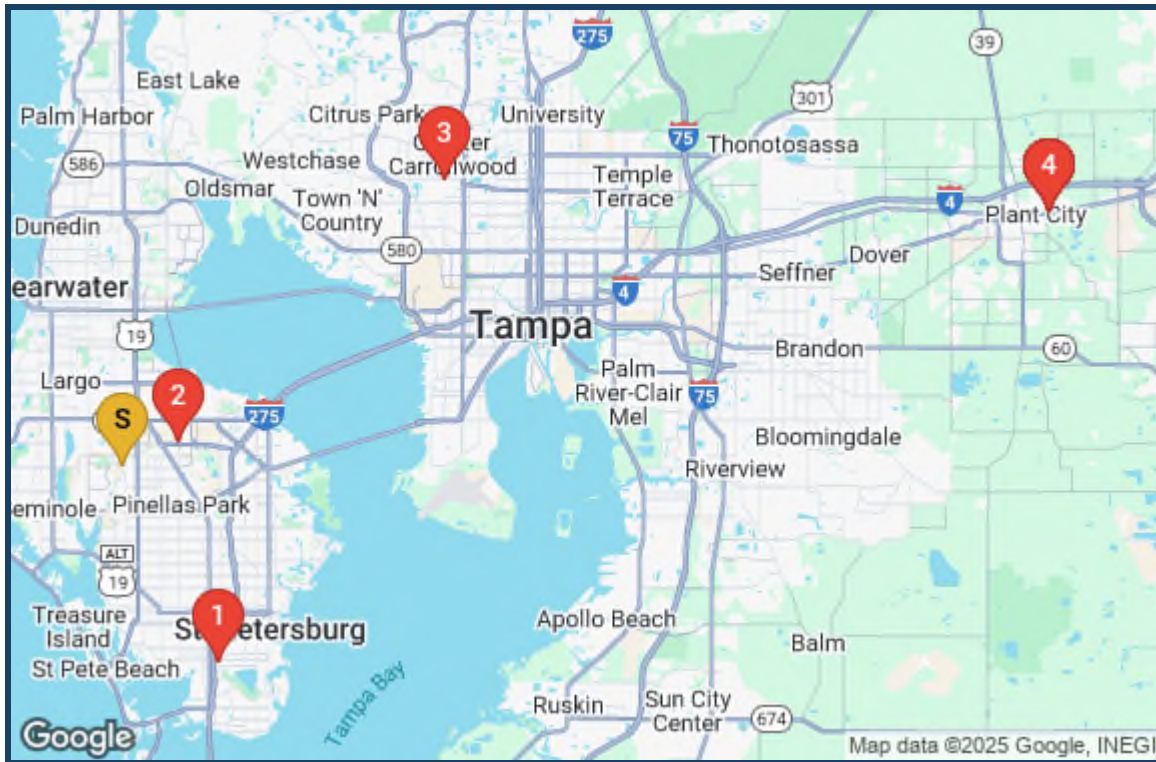 275
39
East Lake
301
Palm Harbor
Citrus Park
University
3
75
Thonotosassa
586
Westchase
Carrollwood
4
Oldsmar
Temple
Terrace
Town 'N'
Country
4
Plant City
Dunedin
580
Dover
Seffner
earwater
4
19
Tampa
Brandon
60
Largo
Palm
River-Clair
Mel
2
75
S
275
Bloomingdale
Riverview
eminole
Pinellas Park
ALT
19
1
Treasure
Island
St Petersburg
Apollo Beach
Balm
St Pete Beach
Tampa Bay
Ruskin
Sun City
Center
674
Google
Map data ©2025 Google, INEGI